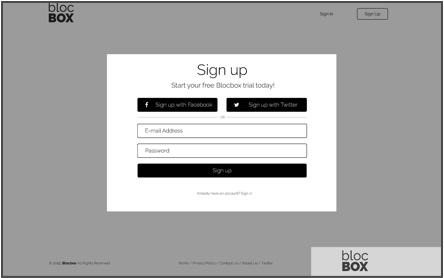 bloc
BOX
Sign In
Sign Up
Sign up
Start your free Blocbox trial today!
Sign up with Facebook
Sign up with Twitter
OR
E-mail Address
Password
Sign up
Already have an account? Sign in
Blocbox All Rights Reserved
Terms / Privacy Policy / Contact Us / About Us / Twitter
bloc
BOX